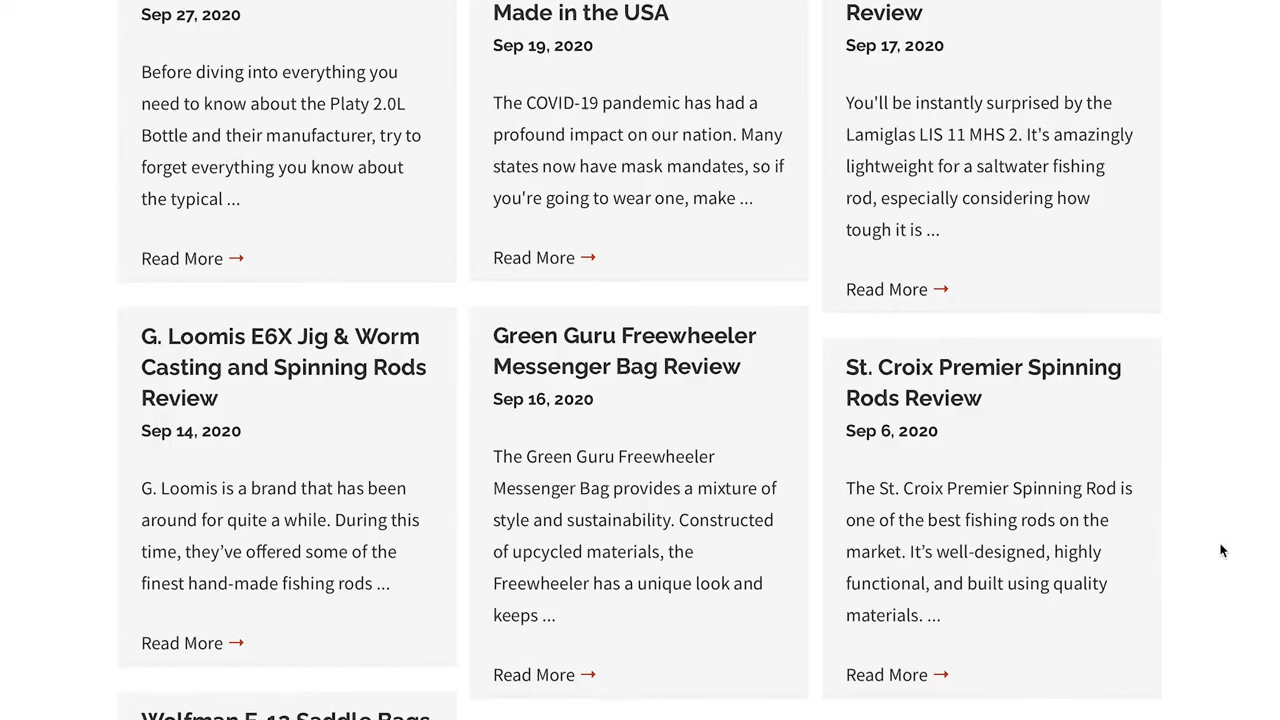 Sep 27, 2020
Before diving into everything you
need to know about the Platy 2.0L
Bottle and their manufacturer, try to
forget everything you know about
the typical ...
Read More →
Made in the USA
Sep 19, 2020
The COVID-19 pandemic has had a
profound impact on our nation. Many
states now have mask mandates, so if
you're going to wear one, make ...
Read More →
Review
Sep 17, 2020
You'll be instantly surprised by the
Lamiglas LIS 11 MHS 2. It's amazingly
lightweight for a saltwater fishing
rod, especially considering how
tough it is ...
Read More →
G. Loomis E6X Jig & Worm
Casting and Spinning Rods
Review
Sep 14, 2020
G. Loomis is a brand that has been
around for quite a while. During this
time, they’ve offered some of the
finest hand-made fishing rods ...
Read More →
Green Guru Freewheeler
Messenger Bag Review
Sep 16, 2020
The Green Guru Freewheeler
Messenger Bag provides a mixture of
style and sustainability. Constructed
of upcycled materials, the
Freewheeler has a unique look and
keeps ...
Read More →
St. Croix Premier Spinning
Rods Review
Sep 6, 2020
The St. Croix Premier Spinning Rod is
one of the best fishing rods on the
market. It’s well-designed, highly
functional, and built using quality
materials. ...
Read More →
Wolfman E-12 Saddle Bags